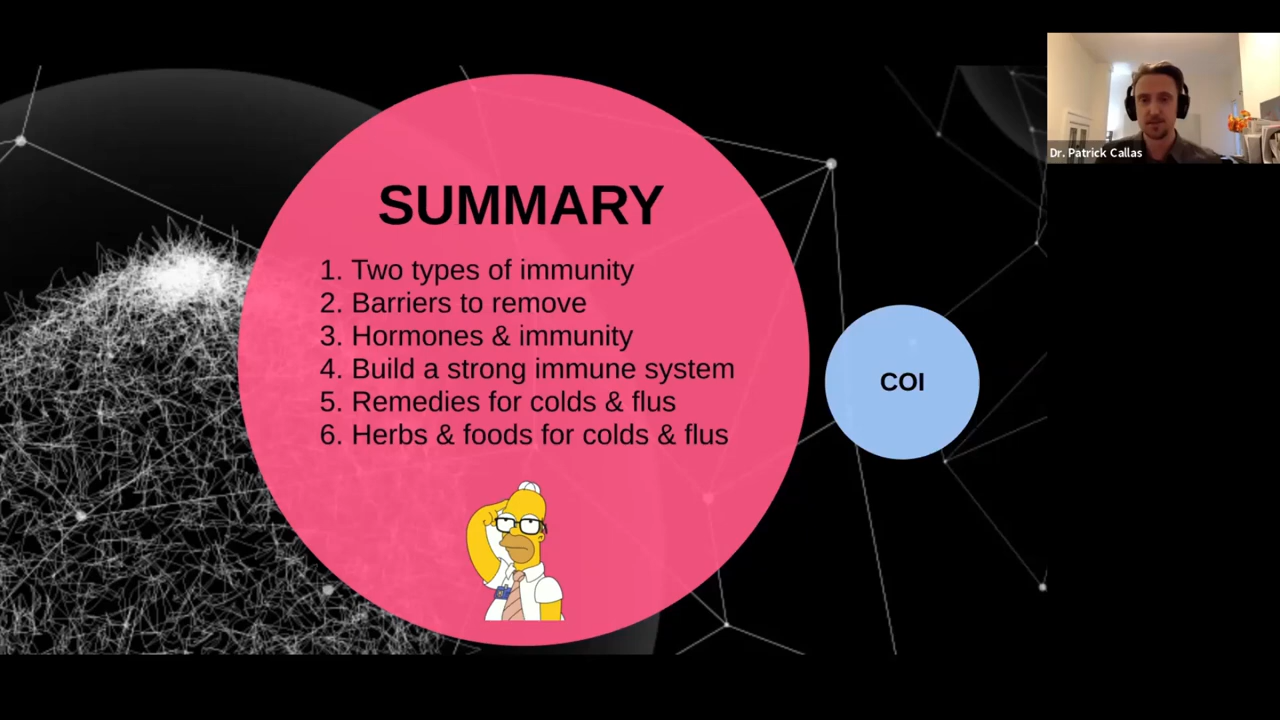 SUMMARY
1. Two types of immunity
2. Barriers to remove
3. Hormones & immunity
4. Build a strong immune system
5. Remedies for colds & flus
6. Herbs & foods for colds & flus
COI
Dr. Patrick Callas